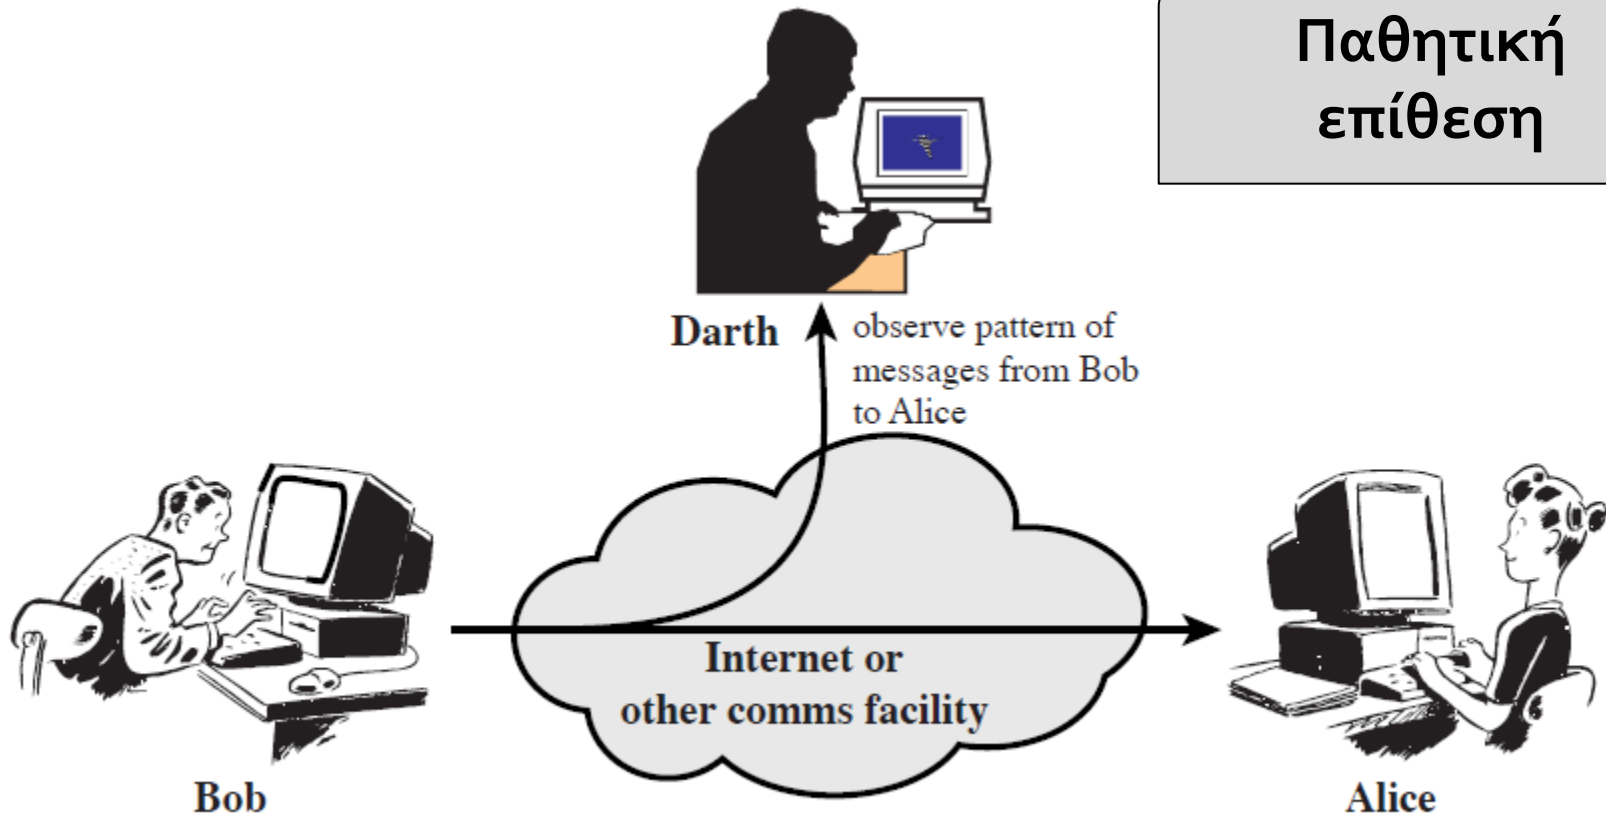 Παθητική
επίθεση
Darth
observe pattern of
messages from Bob
to Alice
Internet or
other comms facility
Bob
Alice